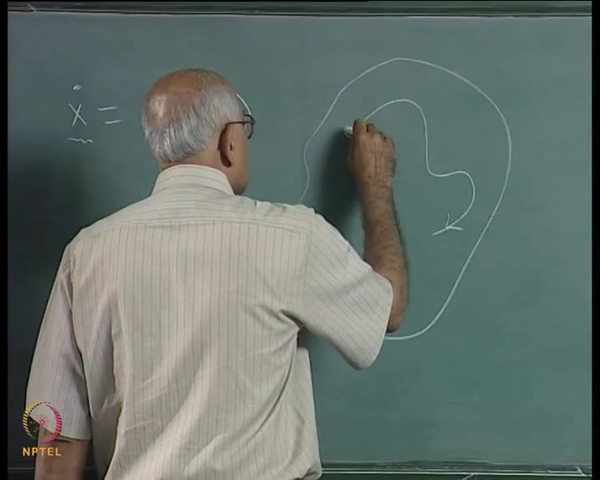 ẋ =
NPTEL